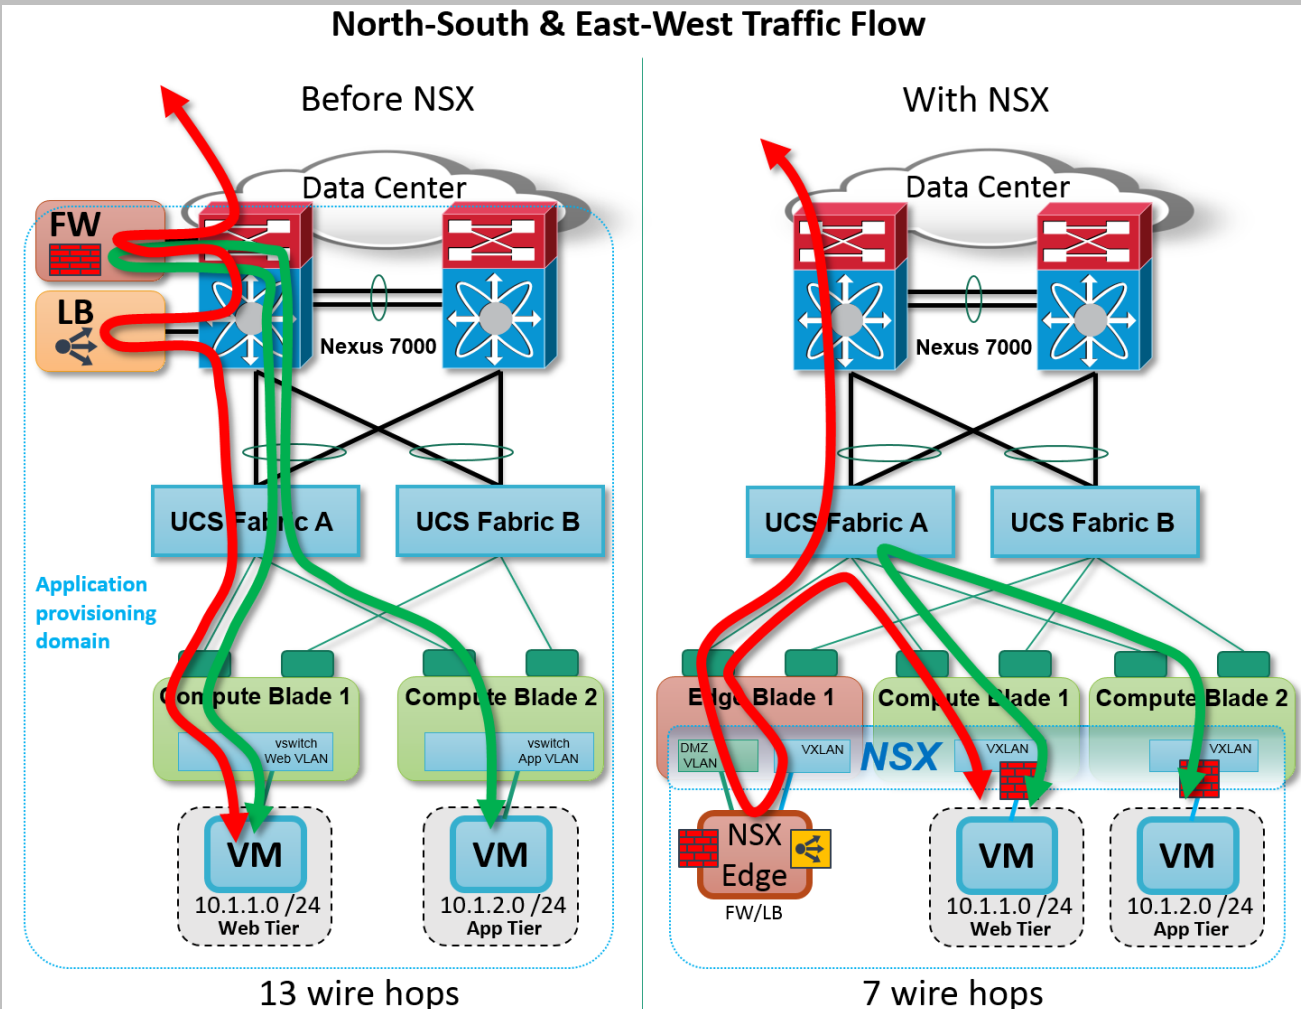 North-South & East-West Traffic Flow
Before NSX
Data Center
FW
LB
Nexus 7000
UCS Fabric A
UCS Fabric B
Application
provisioning
domain
Compute Blade 1
Compute Blade 2
vswitch
Web VLAN
vswitch
App VLAN
VM
VM
10.1.1.0 /24
Web Tier
10.1.2.0 /24
App Tier
13 wire hops
With NSX
Data Center
Nexus 7000
UCS Fabric A
UCS Fabric B
Edge Blade 1
Compute Blade 1
Compute Blade 2
DMZ
VLAN
VXLAN
NSX
VXLAN
VXLAN
NSX
Edge
FW/LB
VM
VM
10.1.1.0 /24
Web Tier
10.1.2.0 /24
App Tier
7 wire hops